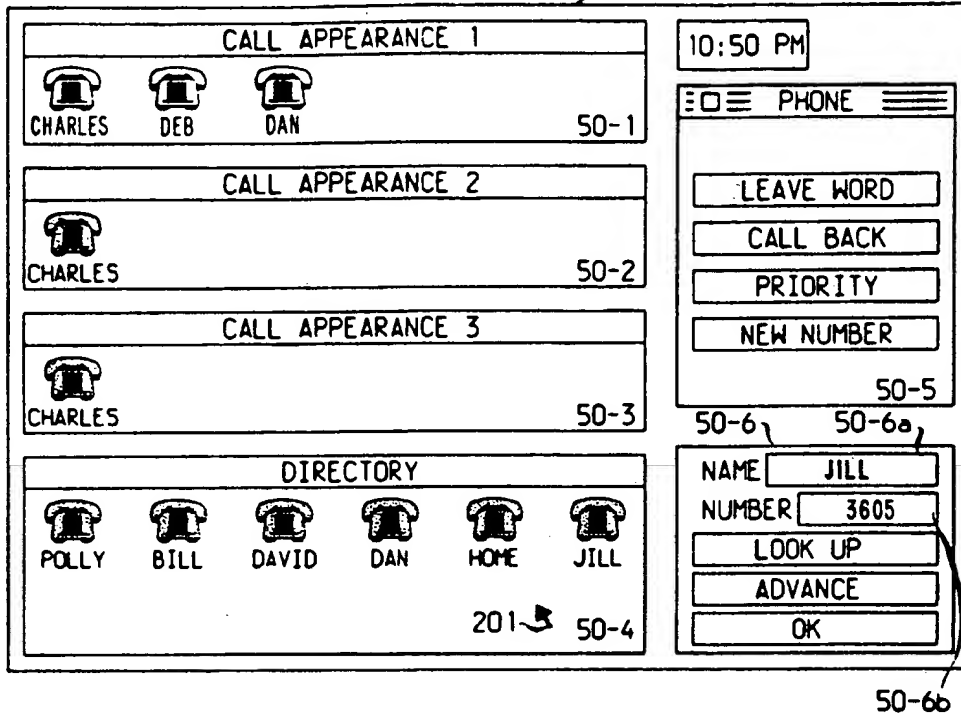 CALL APPEARANCE 1
CHARLES DEB DAN
50-1
CALL APPEARANCE 2
CHARLES
50-2
CALL APPEARANCE 3
CHARLES
50-3
DIRECTORY
POLLY BILL DAVID DAN HOME JILL
201
50-4
10:50 PM
PHONE
LEAVE WORD
CALL BACK
PRIORITY
NEW NUMBER
50-5
50-6 50-6a
NAME JILL
NUMBER 3605
LOOK UP
ADVANCE
OK
50-6b